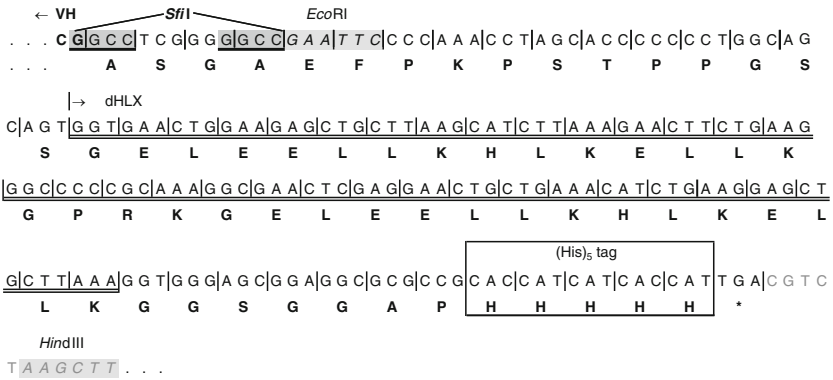 ← VH SfiI EcoRI
. . . C G|G C C|T C G|G G G|G C C|G A A|T T C|C C C|A A A|C C T|A G C|A C C|C C C|C C T|G G C|A G
. . . A S G A E F P K P S T P P G S
|→ dHLX
C|A G T|G G T|G A A|C T G|G A A|G A G|C T G|C T T|A A G|C A T|C T T|A A A|G A A|C T T|C T G|A A G
S G E L E E L L K H L K E L L K
|G G C|C C C|C G C|A A A|G G C|G A A|C T C|G A G|G A A|C T G|C T G|A A A|C A T|C T G|A A G|G A G|C T
G P R K G E L E E L L K H L K E L
(His)5 tag
G|C T T|A A A|G G T|G G G|A G C|G G A|G G C|G C G|C C G|C A C|C A T|C A T|C A C|C A T|T G A|C G T C
L K G G S G G A P H H H H H *
HindIII
T A A G C T T . . .